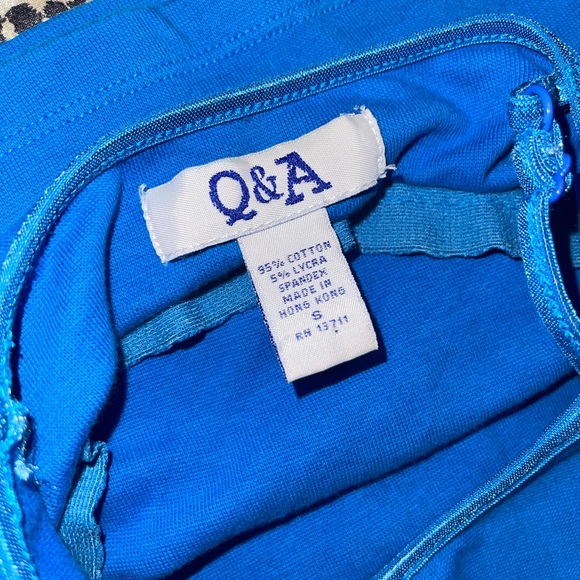 Q&A
95% COTTON
5% LYCRA
SPANDEX
MADE IN
HONG KONG
S
RN 13711